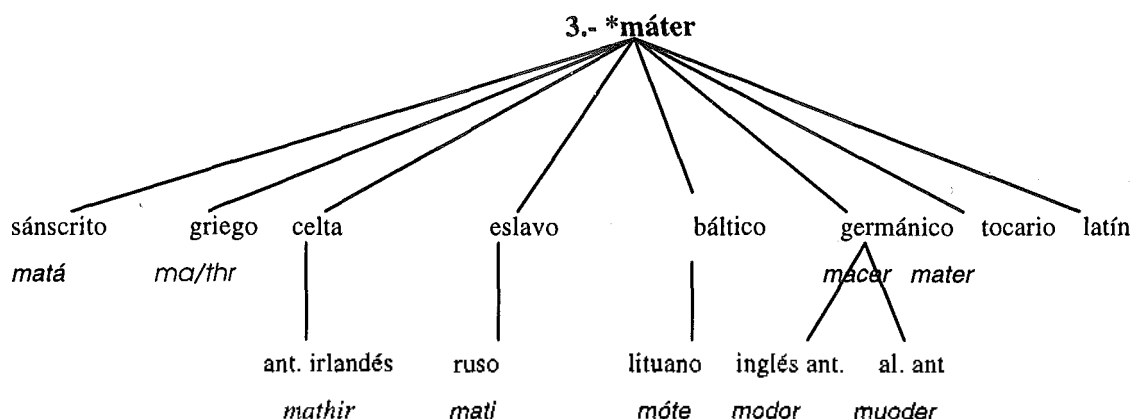 3.- *máter
sánscrito griego celta eslavo báltico germánico tocario latín
matá ma/thr macer mater
ant. irlandés ruso lituano inglés ant. al. ant
mathir mati móte modor muoder